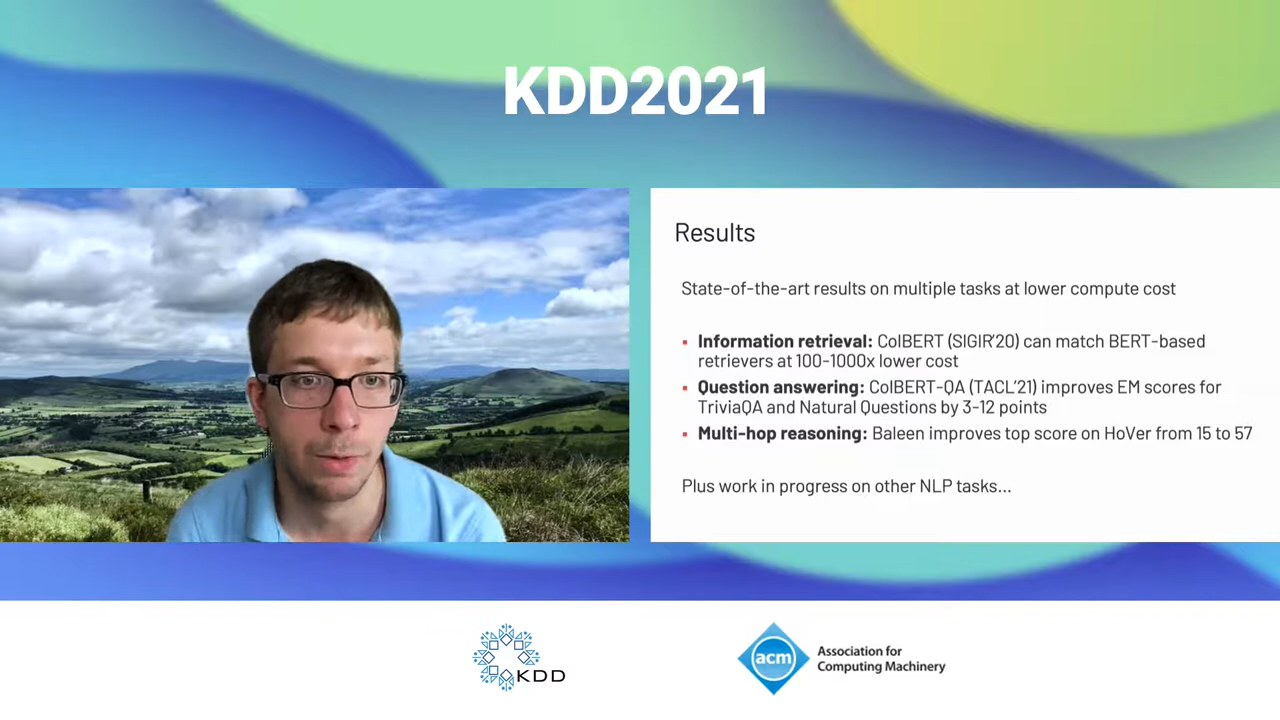 KDD2021
Results
State-of-the-art results on multiple tasks at lower compute cost
Information retrieval: ColBERT (SIGIR'20) can match BERT-based
retrievers at 100-1000x lower cost
Question answering: ColBERT-QA (TACL'21) improves EM scores for
TriviaQA and Natural Questions by 3-12 points
Multi-hop reasoning: Baleen improves top score on HoVer from 15 to 57
Plus work in progress on other NLP tasks...
KDD
acm
Association for
Computing Machinery